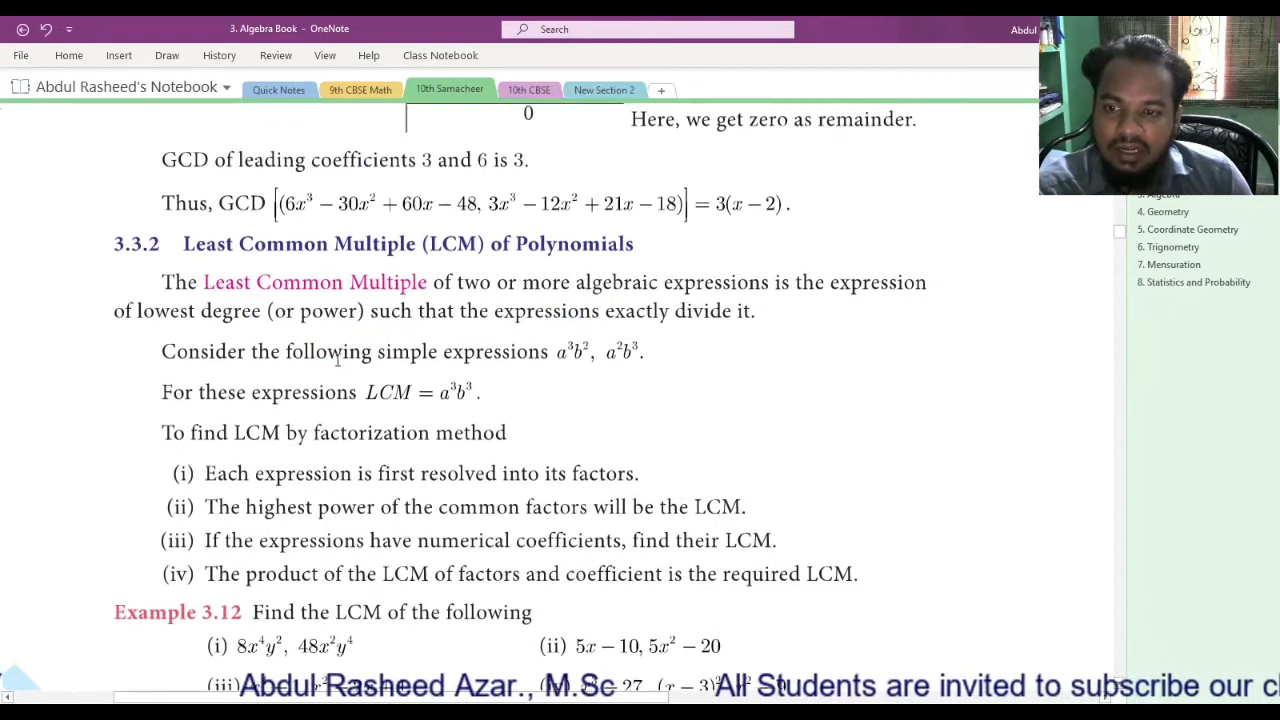 3. Algebra Book - OneNote
Search
Abdul
File Home Insert Draw History Review View Help Class Notebook
Abdul Rasheed's Notebook
Quick Notes 9th CBSE Math 10th Samacheer 10th CBSE New Section 2 +
0
Here, we get zero as remainder.
GCD of leading coefficients 3 and 6 is 3.
Thus, GCD [(6x³ − 30x² + 60x − 48, 3x³ − 12x² + 21x − 18)] = 3(x − 2).
3.3.2 Least Common Multiple (LCM) of Polynomials
The Least Common Multiple of two or more algebraic expressions is the expression
of lowest degree (or power) such that the expressions exactly divide it.
Consider the following simple expressions a³b², a²b³.
For these expressions LCM = a³b³.
To find LCM by factorization method
(i) Each expression is first resolved into its factors.
(ii) The highest power of the common factors will be the LCM.
(iii) If the expressions have numerical coefficients, find their LCM.
(iv) The product of the LCM of factors and coefficient is the required LCM.
Example 3.12 Find the LCM of the following
(i) 8x⁴y², 48x²y⁴ (ii) 5x − 10, 5x² − 20
(iii) 27, (x − 3)²
Abdul Rasheed Azar., M.Sc All Students are invited to subscribe our
3. Algebra
4. Geometry
5. Coordinate Geometry
6. Trignometry
7. Mensuration
8. Statistics and Probability